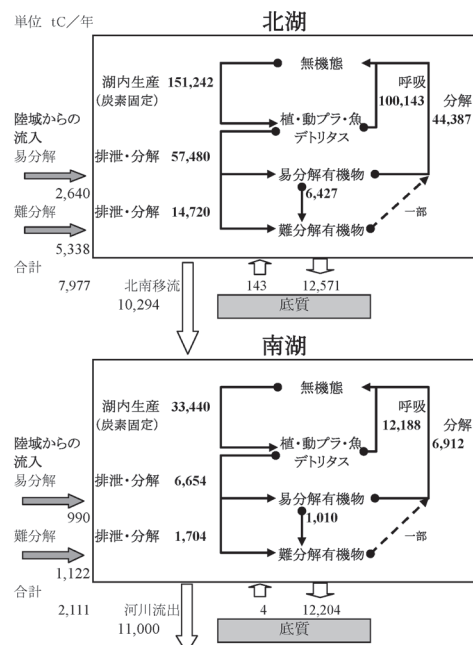 単位 tC/年
北湖
無機態
湖内生産 151,242
(炭素固定)
呼吸
100,143
分解
44,387
植・動プラ・魚
デトリタス
陸域からの
流入
易分解
2,640
排泄・分解 57,480
易分解有機物
6,427
難分解
5,338
排泄・分解 14,720
難分解有機物
一部
合計
7,977
北南移流
10,294
143
12,571
底質
南湖
無機態
湖内生産 33,440
(炭素固定)
呼吸
12,188
分解
6,912
植・動プラ・魚
デトリタス
陸域からの
流入
易分解
990
排泄・分解 6,654
易分解有機物
1,010
難分解
1,122
排泄・分解 1,704
難分解有機物
一部
合計
2,111
河川流出
11,000
4
12,204
底質